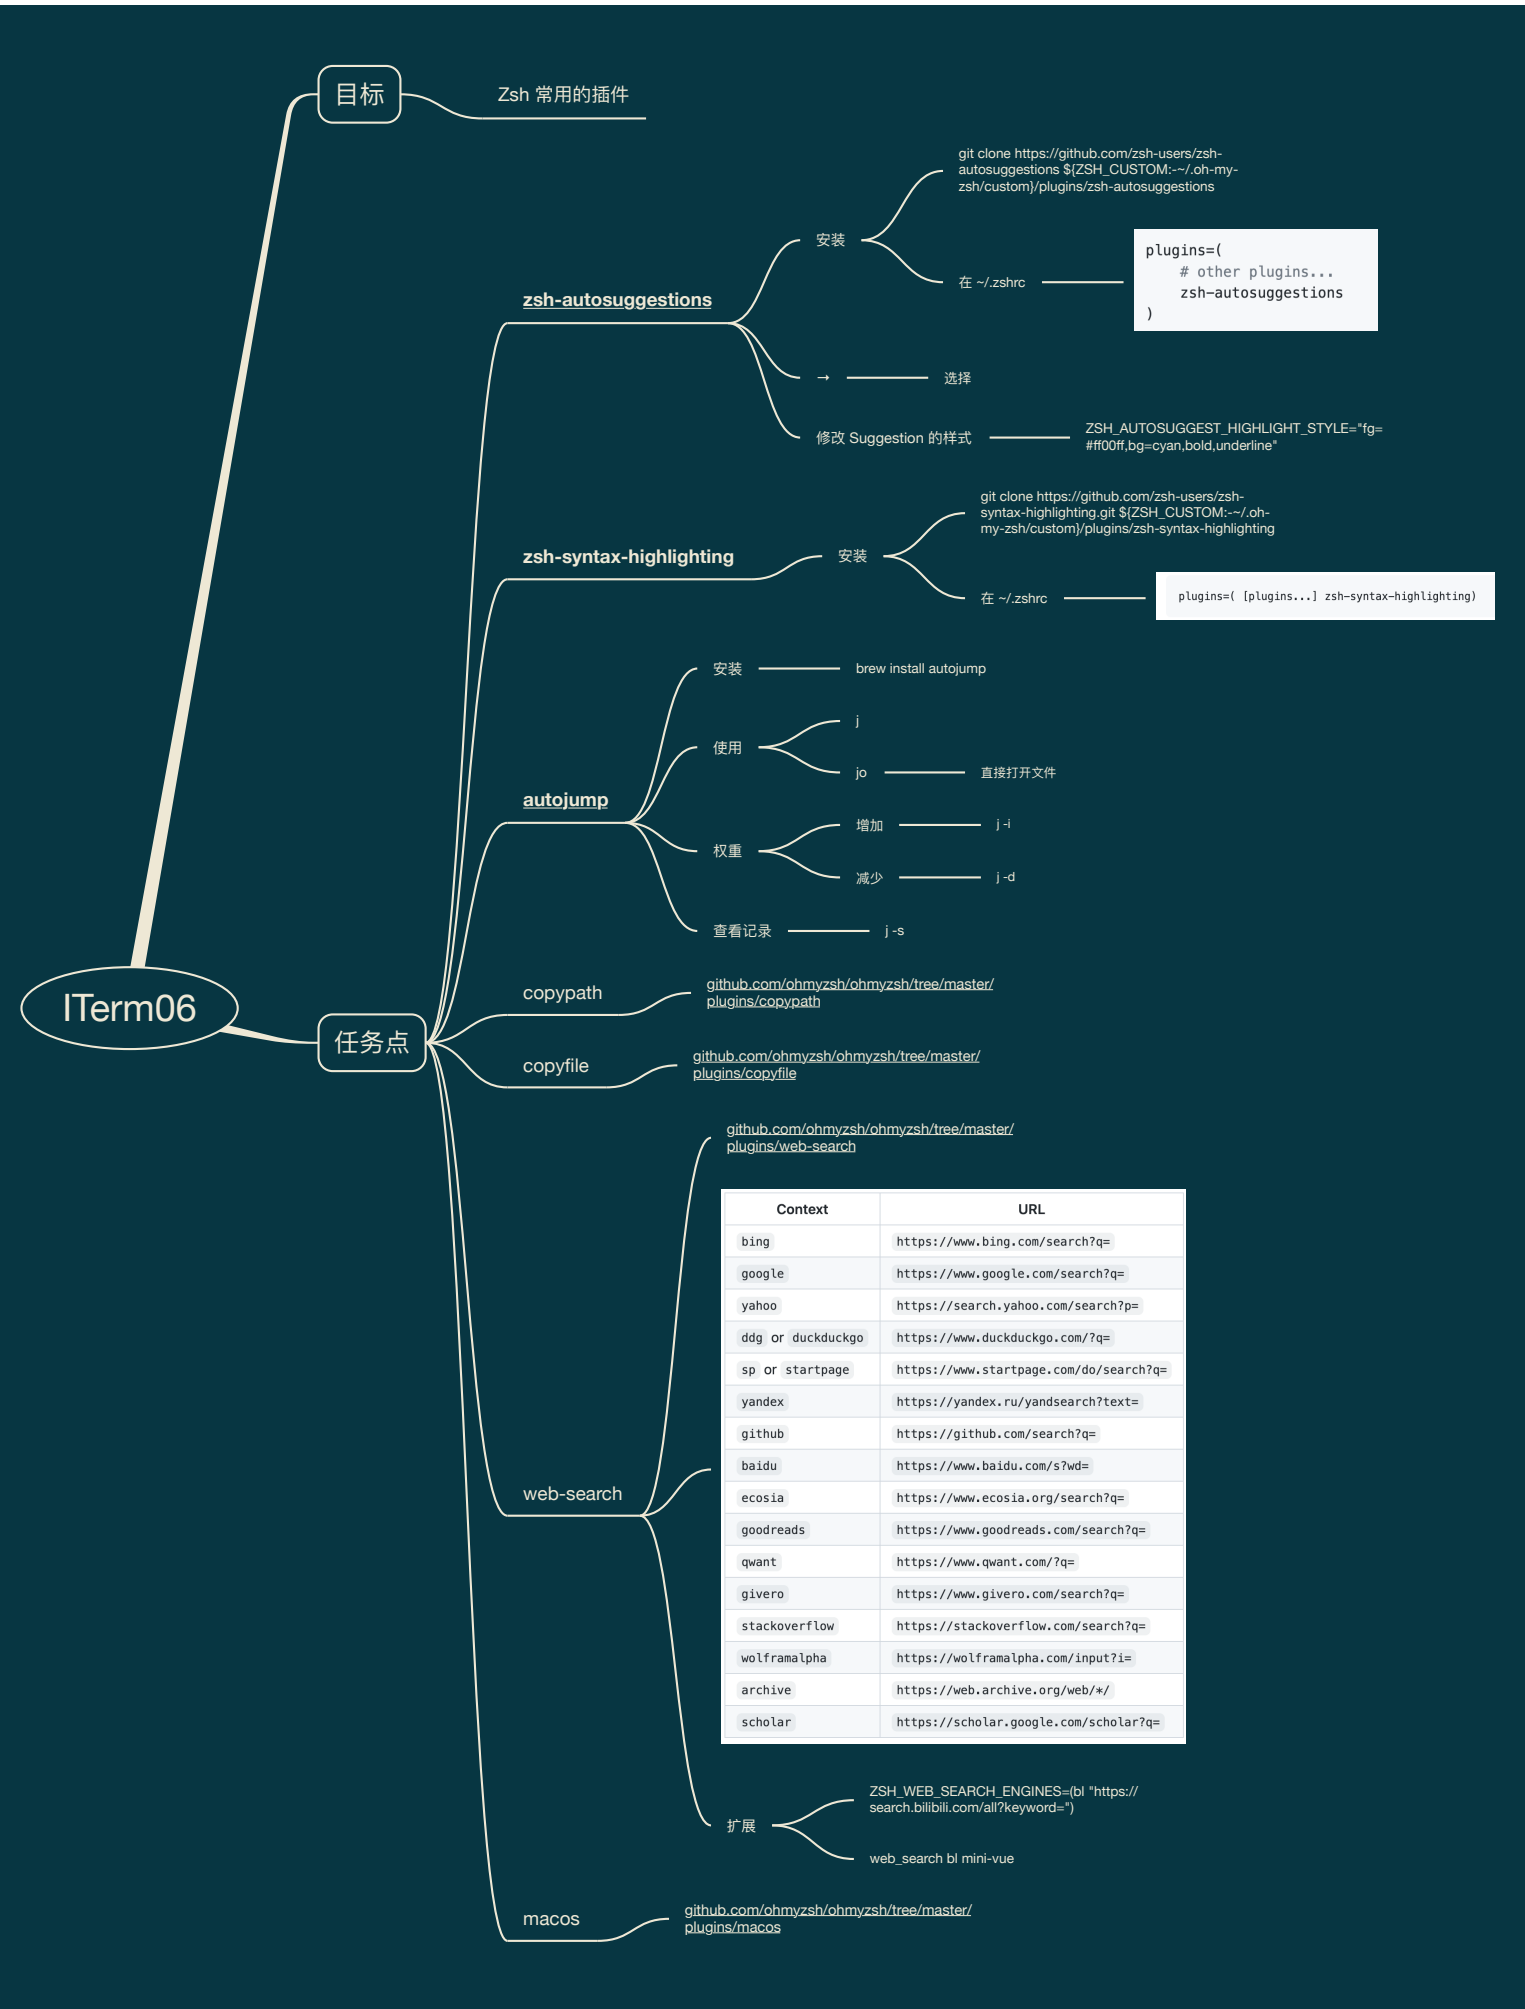 目标
Zsh 常用的插件
git clone https://github.com/zsh-users/zsh-
autosuggestions ${ZSH_CUSTOM:-~/.oh-my-
zsh/custom}/plugins/zsh-autosuggestions
安装
在 ~/.zshrc
plugins=(
# other plugins...
zsh-autosuggestions
)
zsh-autosuggestions
→
选择
修改 Suggestion 的样式
ZSH_AUTOSUGGEST_HIGHLIGHT_STYLE="fg=
#ff00ff,bg=cyan,bold,underline"
git clone https://github.com/zsh-users/zsh-
syntax-highlighting.git ${ZSH_CUSTOM:-~/.oh-
my-zsh/custom}/plugins/zsh-syntax-highlighting
zsh-syntax-highlighting
安装
在 ~/.zshrc
plugins=( [plugins...] zsh-syntax-highlighting)
安装
brew install autojump
j
使用
jo
直接打开文件
autojump
增加
j -i
权重
减少
j -d
查看记录
j -s
ITerm06
任务点
copypath
github.com/ohmyzsh/ohmyzsh/tree/master/
plugins/copypath
copyfile
github.com/ohmyzsh/ohmyzsh/tree/master/
plugins/copyfile
github.com/ohmyzsh/ohmyzsh/tree/master/
plugins/web-search
Context URL
bing https://www.bing.com/search?q=
google https://www.google.com/search?q=
yahoo https://search.yahoo.com/search?p=
ddg or duckduckgo https://www.duckduckgo.com/?q=
sp or startpage https://www.startpage.com/do/search?q=
yandex https://yandex.ru/yandsearch?text=
github https://github.com/search?q=
baidu https://www.baidu.com/s?wd=
ecosia https://www.ecosia.org/search?q=
goodreads https://www.goodreads.com/search?q=
qwant https://www.qwant.com/?q=
givero https://www.givero.com/search?q=
stackoverflow https://stackoverflow.com/search?q=
wolframalpha https://wolframalpha.com/input?i=
archive https://web.archive.org/web/*/
scholar https://scholar.google.com/scholar?q=
web-search
扩展
ZSH_WEB_SEARCH_ENGINES=(bl "https://
search.bilibili.com/all?keyword=")
web_search bl mini-vue
macos
github.com/ohmyzsh/ohmyzsh/tree/master/
plugins/macos